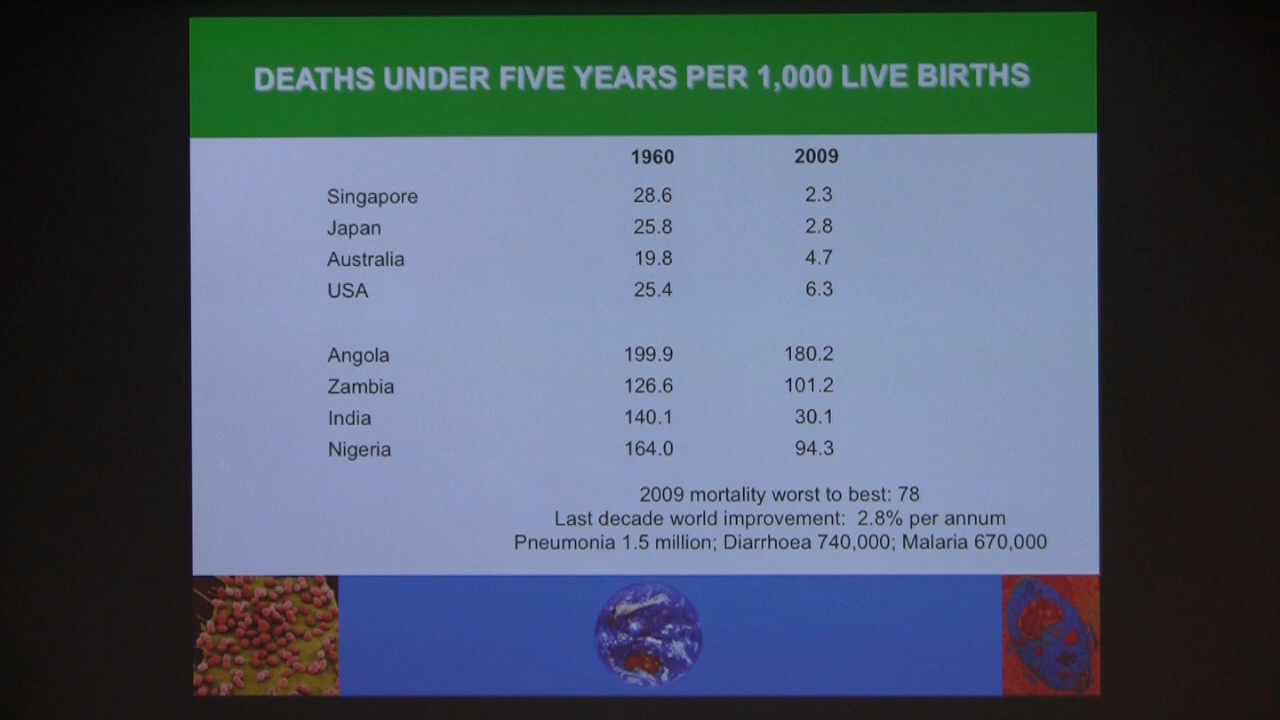 DEATHS UNDER FIVE YEARS PER 1,000 LIVE BIRTHS
1960 2009
Singapore 28.6 2.3
Japan 25.8 2.8
Australia 19.8 4.7
USA 25.4 6.3
Angola 199.9 180.2
Zambia 126.6 101.2
India 140.1 30.1
Nigeria 164.0 94.3
2009 mortality worst to best: 78
Last decade world improvement: 2.8% per annum
Pneumonia 1.5 million; Diarrhoea 740,000; Malaria 670,000